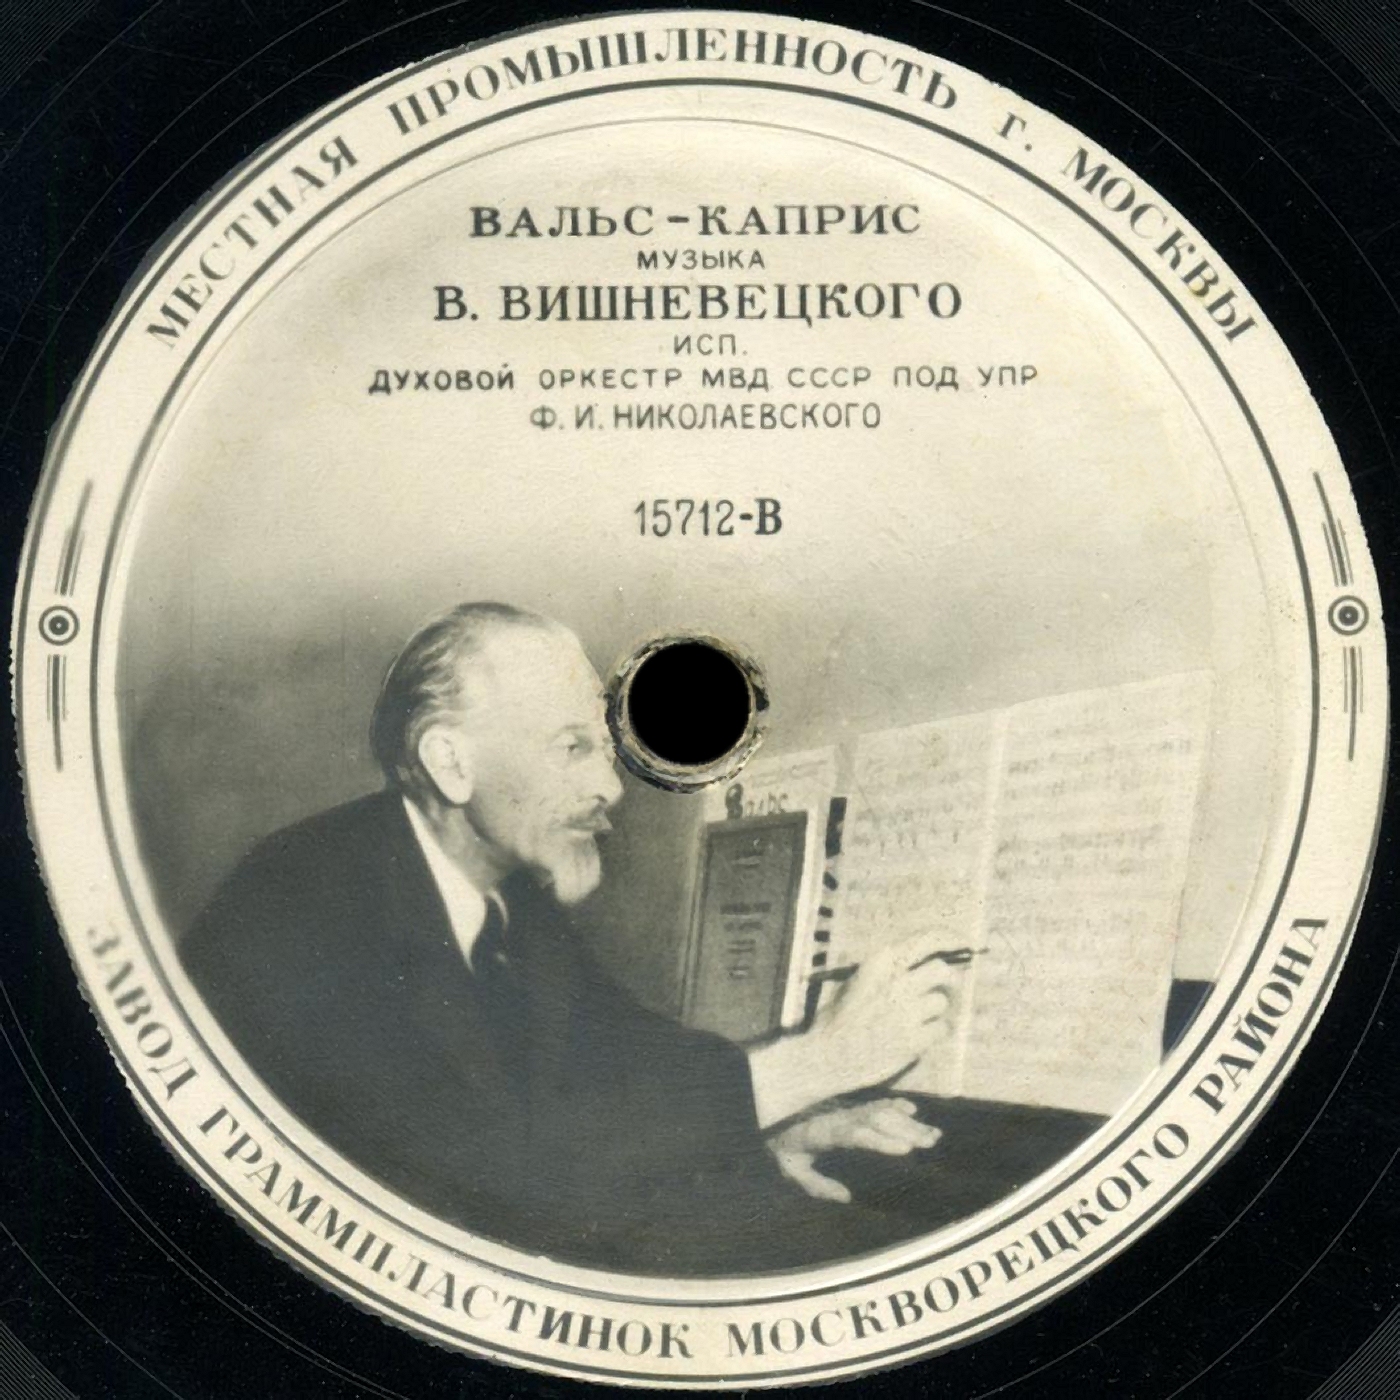 МЕСТНАЯ ПРОМЫШЛЕННОСТЬ г. МОСКВЫ
ВАЛЬС-КАПРИС
МУЗЫКА
В. ВИШНЕВЕЦКОГО
ИСП.
ДУХОВОЙ ОРКЕСТР МВД СССР ПОД УПР
Ф. И. НИКОЛАЕВСКОГО
15712-В
Вальс
ЗАВОД ГРАММПЛАСТИНОК МОСКВОРЕЦКОГО РАЙОНА